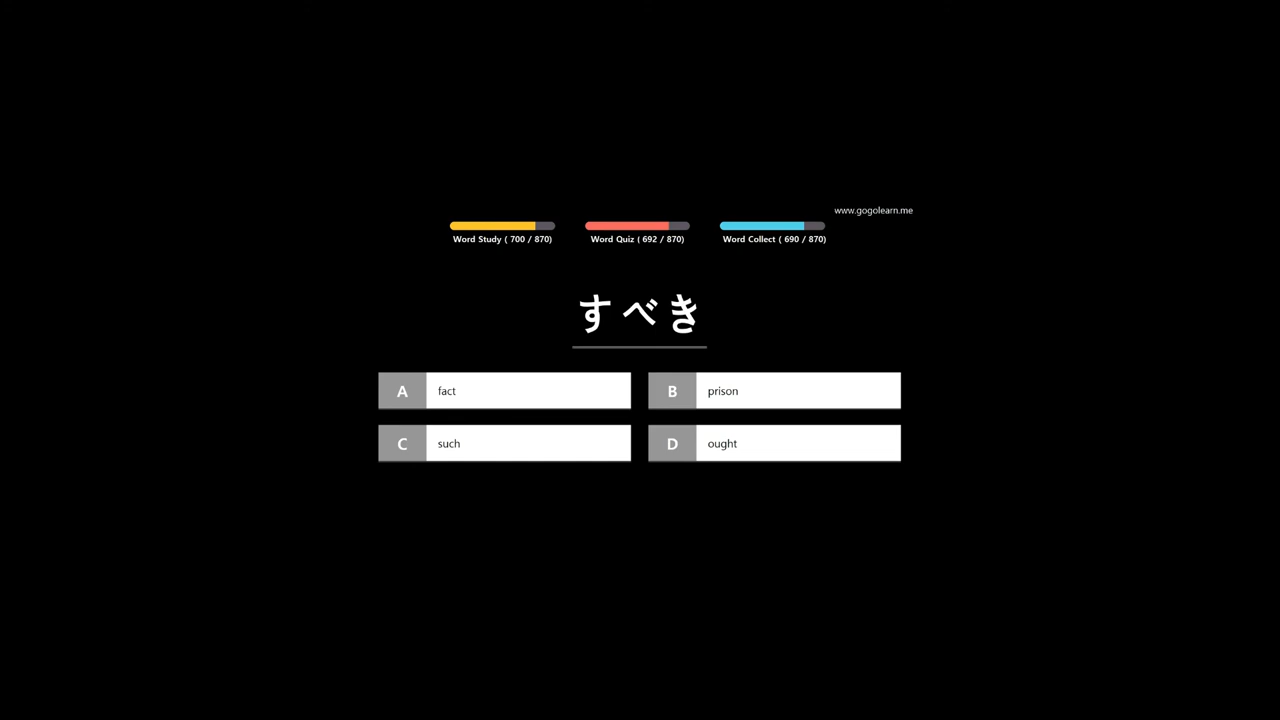 www.gogolearn.me
Word Study ( 700 / 870)
Word Quiz ( 692 / 870)
Word Collect ( 690 / 870)
すべき
A fact
B prison
C such
D ought